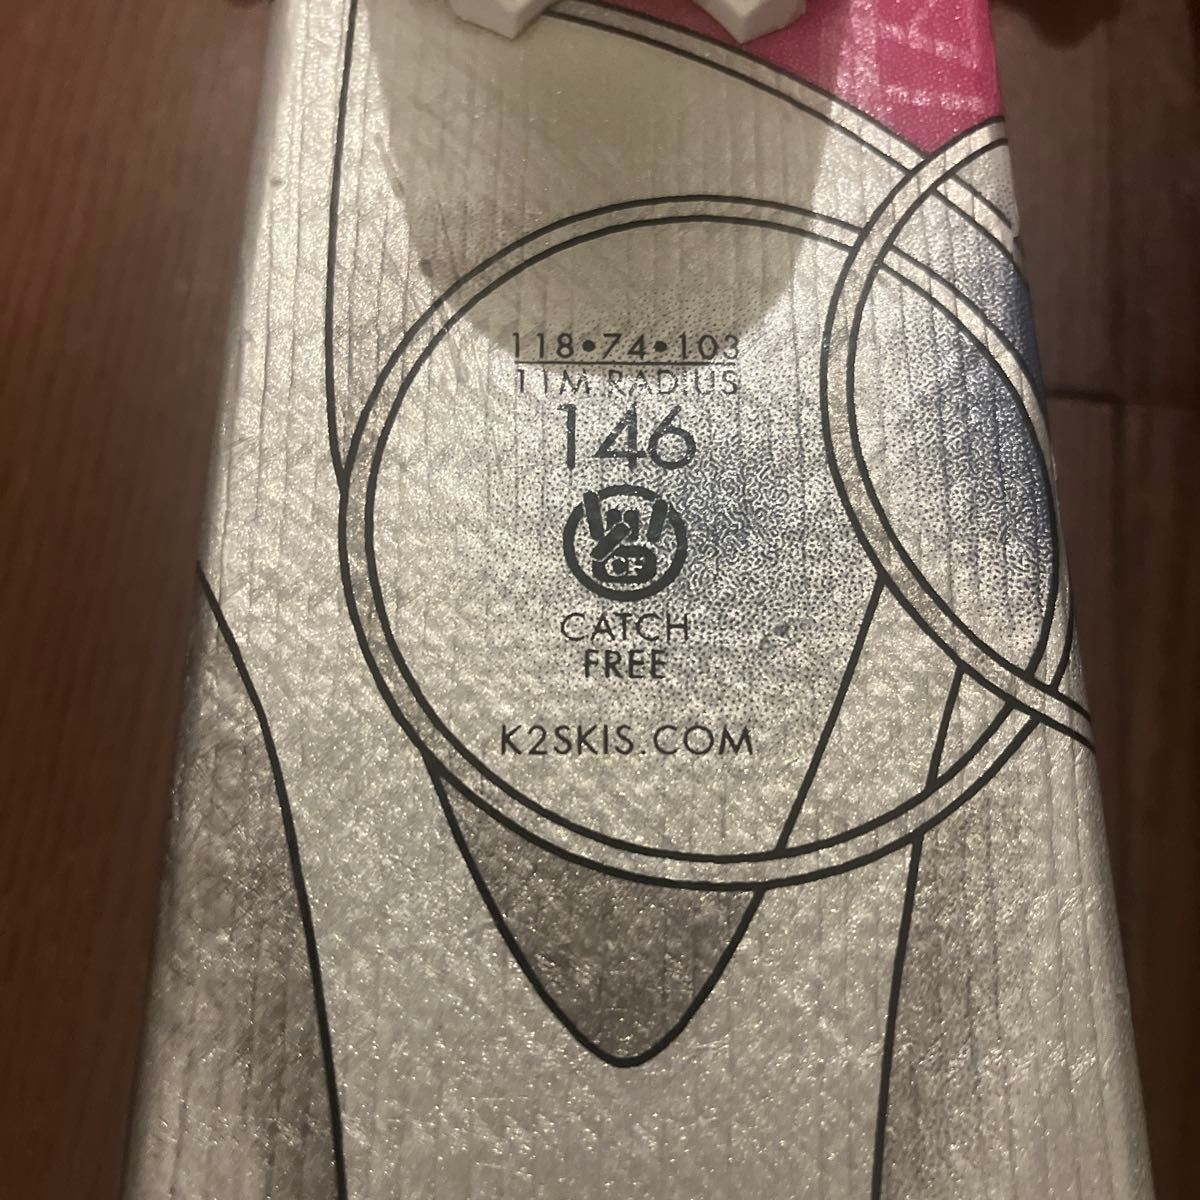 118•74•103
11M RADIUS
146
CF
CATCH
FREE
K2SKIS.COM